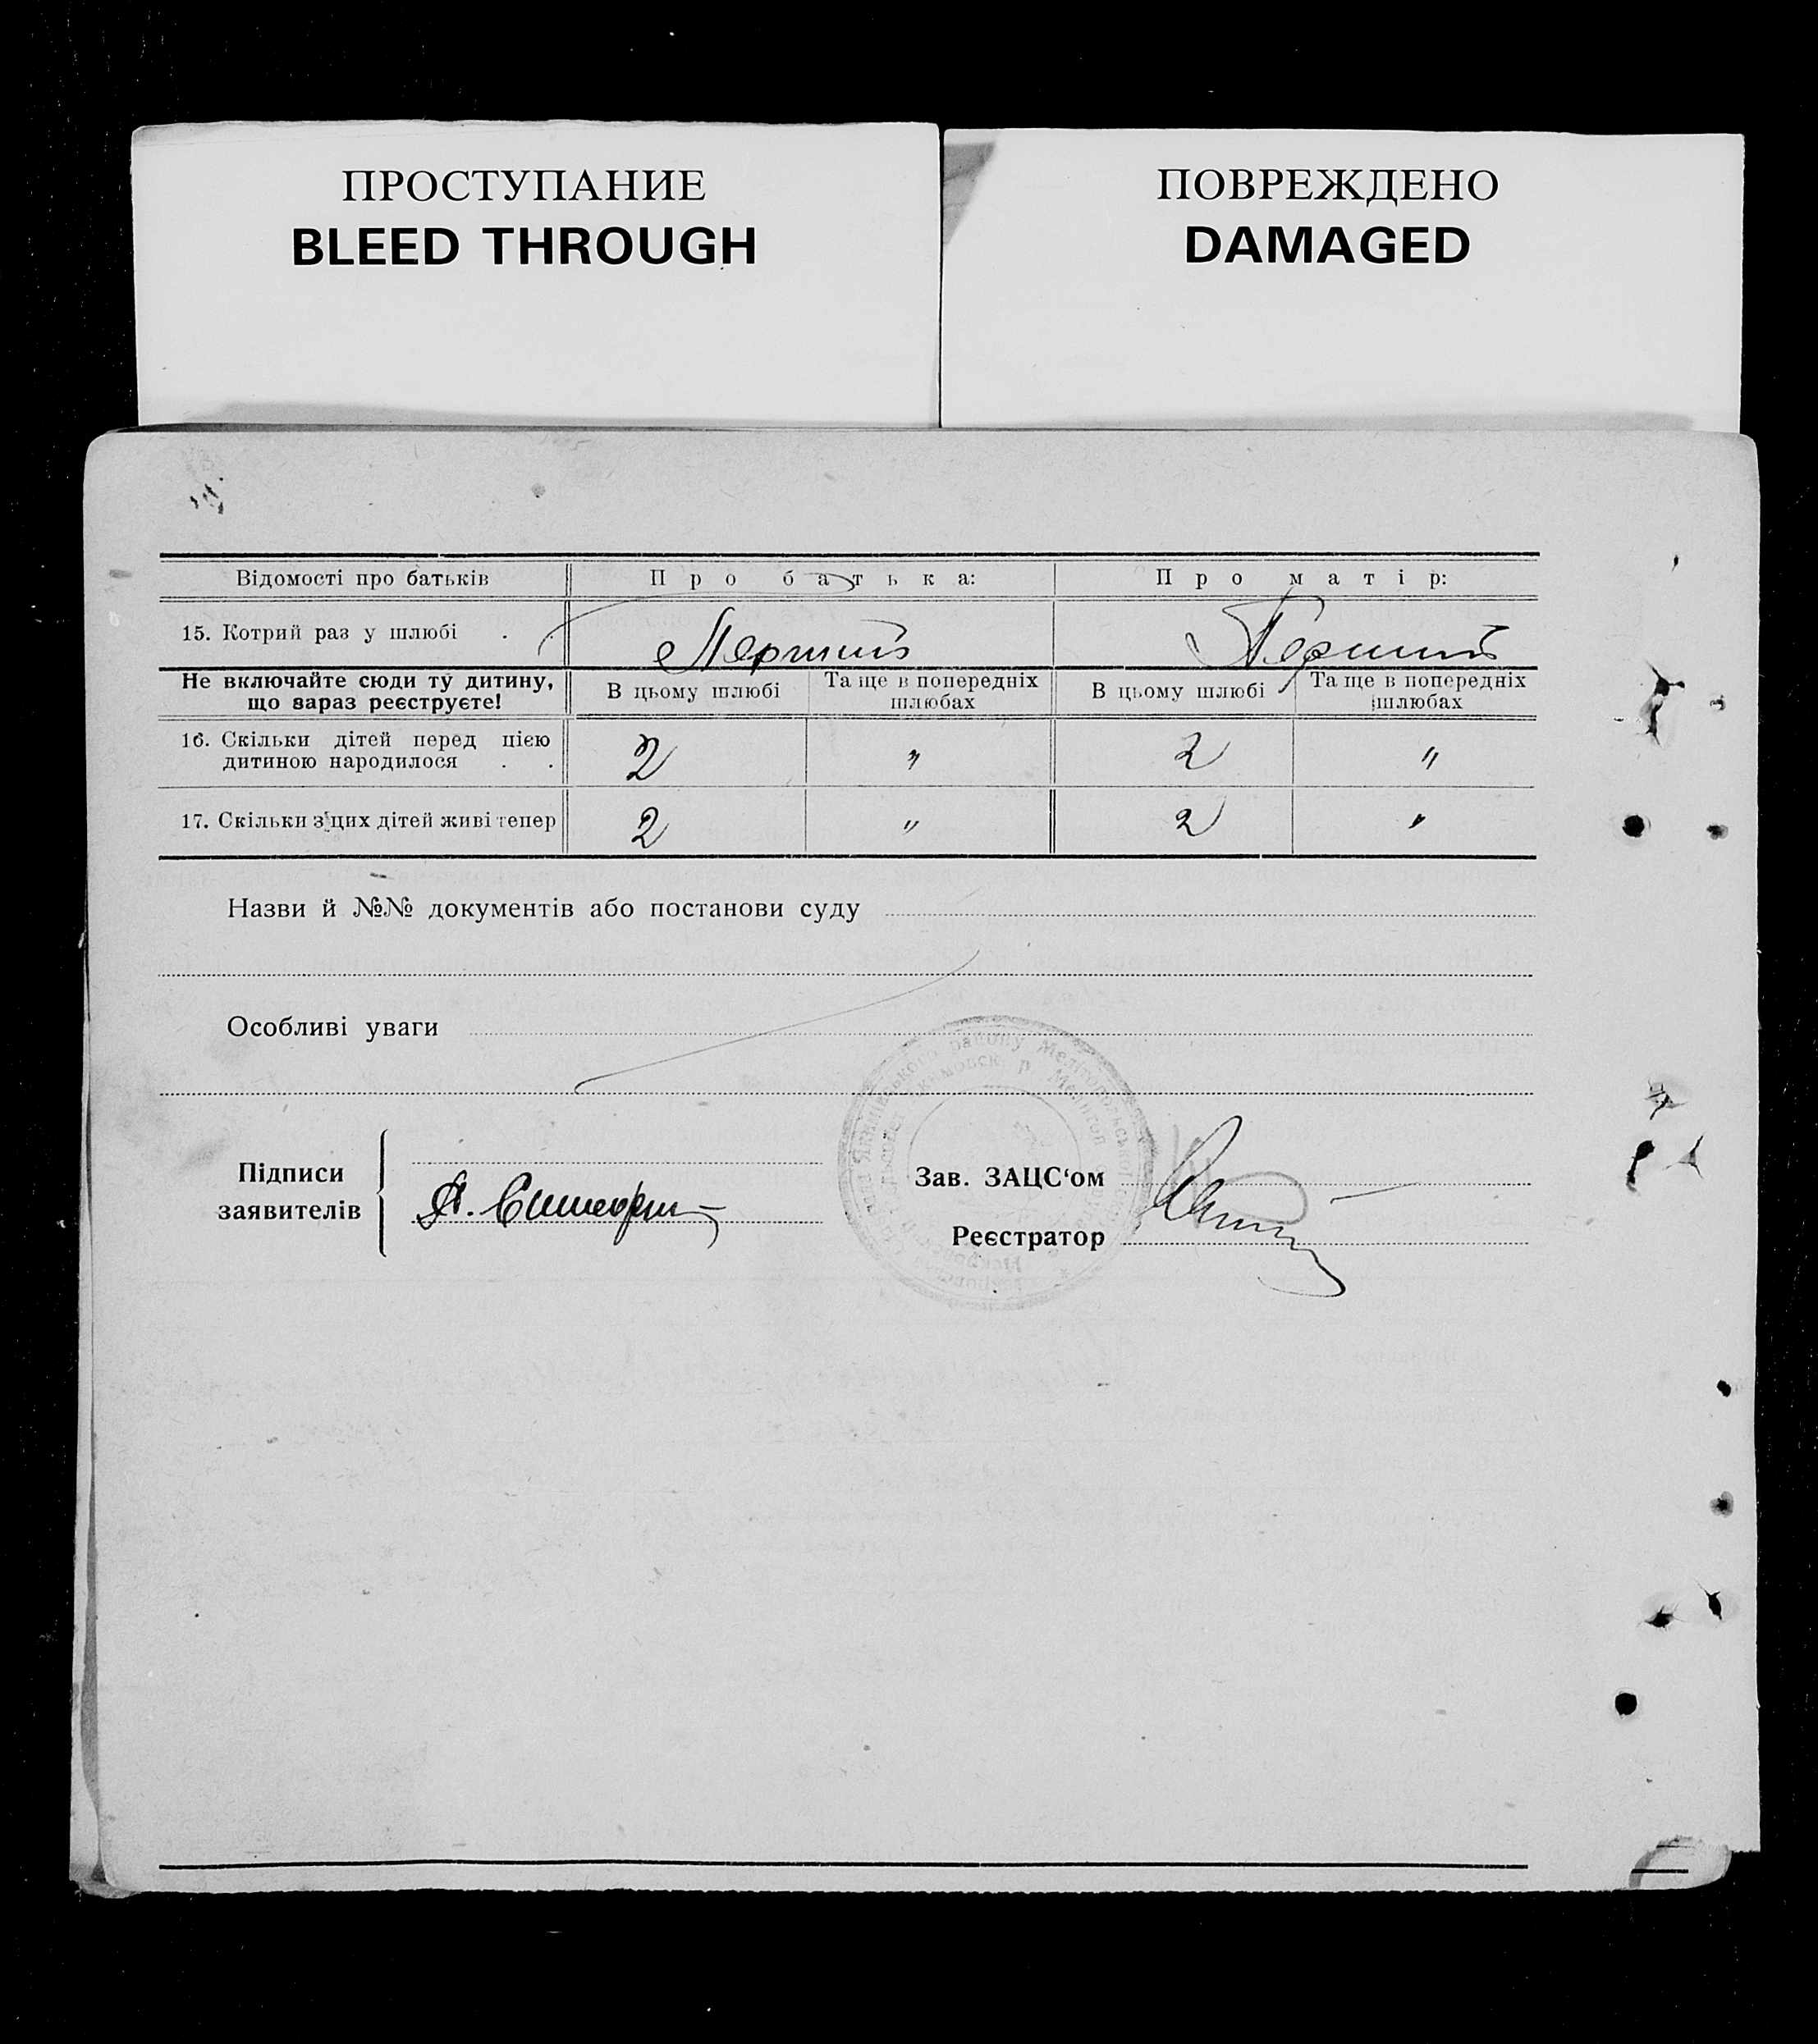 ПРОСТУПАНИЕ
BLEED THROUGH
ПОВРЕЖДЕНО
DAMAGED
Відомості про батьків Про батька: Про матір:
15. Котрий раз у шлюбі . . Перший Перший
Не включайте сюди ту дитину, що зараз реєструєте! В цьому шлюбі Та ще в попередніх шлюбах В цьому шлюбі Та ще в попередніх шлюбах
16. Скільки дітей перед цією
дитиною народилося . . 2 " 2 "
17. Скільки з цих дітей живі тепер 2 " 2 "
Назви й №№ документів або постанови суду
Особливі уваги
Підписи
заявителів
Зав. ЗАЦС‘ом
Реєстратор
району Мелітопольської